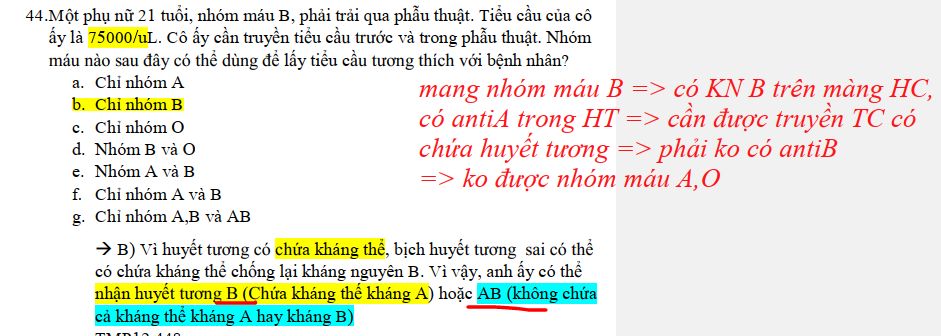 44.Một phụ nữ 21 tuổi, nhóm máu B, phải trải qua phẫu thuật. Tiểu cầu của cô
ấy là 75000/uL. Cô ấy cần truyền tiểu cầu trước và trong phẫu thuật. Nhóm
máu nào sau đây có thể dùng để lấy tiểu cầu tương thích với bệnh nhân?
a. Chỉ nhóm A
b. Chỉ nhóm B
c. Chỉ nhóm O
d. Nhóm B và O
e. Nhóm A và B
f. Chỉ nhóm A và B
g. Chỉ nhóm A,B và AB
mang nhóm máu B => có KN B trên màng HC,
có antiA trong HT => cần được truyền TC có
chứa huyết tương => phải ko có antiB
=> ko được nhóm máu A,O
→ B) Vì huyết tương có chứa kháng thể, bịch huyết tương sai có thể
có chứa kháng thể chống lại kháng nguyên B. Vì vậy, anh ấy có thể
nhận huyết tương B (Chứa kháng thể kháng A) hoặc AB (không chứa
cả kháng thể kháng A hay kháng B)